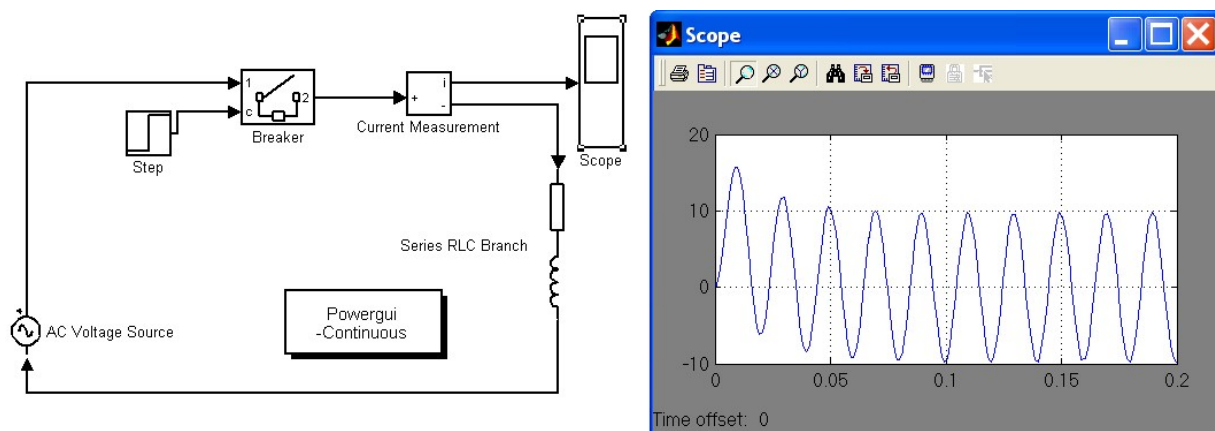 1
c
2
Breaker
Step
+
i
-
Current Measurement
Scope
Series RLC Branch
+
AC Voltage Source
Powergui
-Continuous
Scope
20
10
0
-10
0
0.05
0.1
0.15
0.2
Time offset: 0